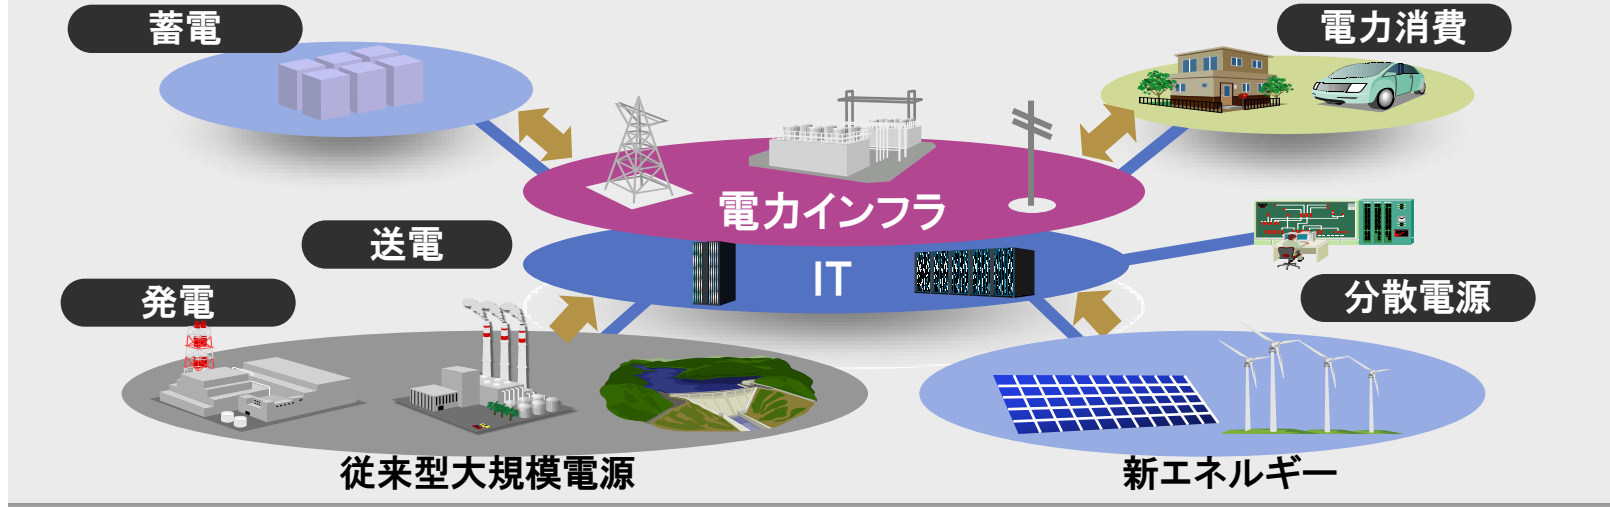 蓄電
電力消費
電力インフラ
送電
IT
発電
分散電源
従来型大規模電源
新エネルギー